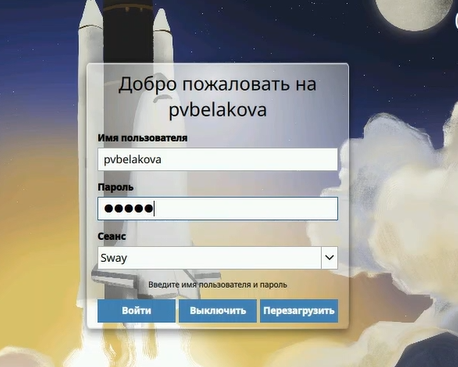 Добро пожаловать на
pvbelakova
Имя пользователя
pvbelakova
Пароль
●●●●●
Сеанс
Sway
Введите имя пользователя и пароль
Войти
Выключить
Перезагрузить